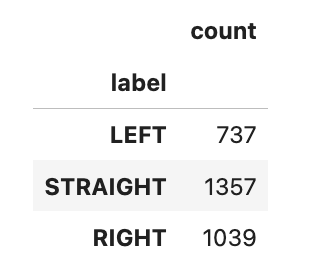 count
label
LEFT 737
STRAIGHT 1357
RIGHT 1039